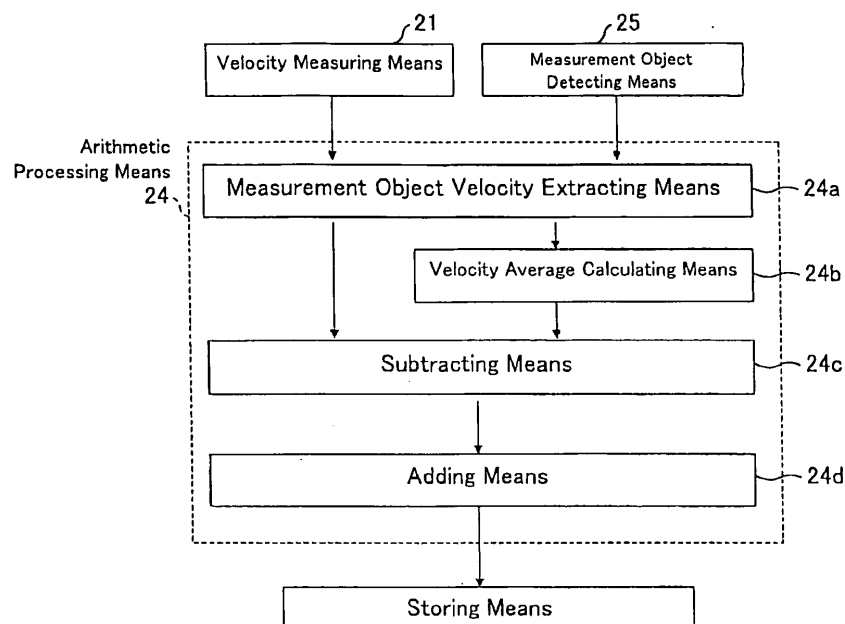 21
25
Velocity Measuring Means
Measurement Object
Detecting Means
Arithmetic
Processing Means
24
Measurement Object Velocity Extracting Means
24a
Velocity Average Calculating Means
24b
Subtracting Means
24c
Adding Means
24d
Storing Means